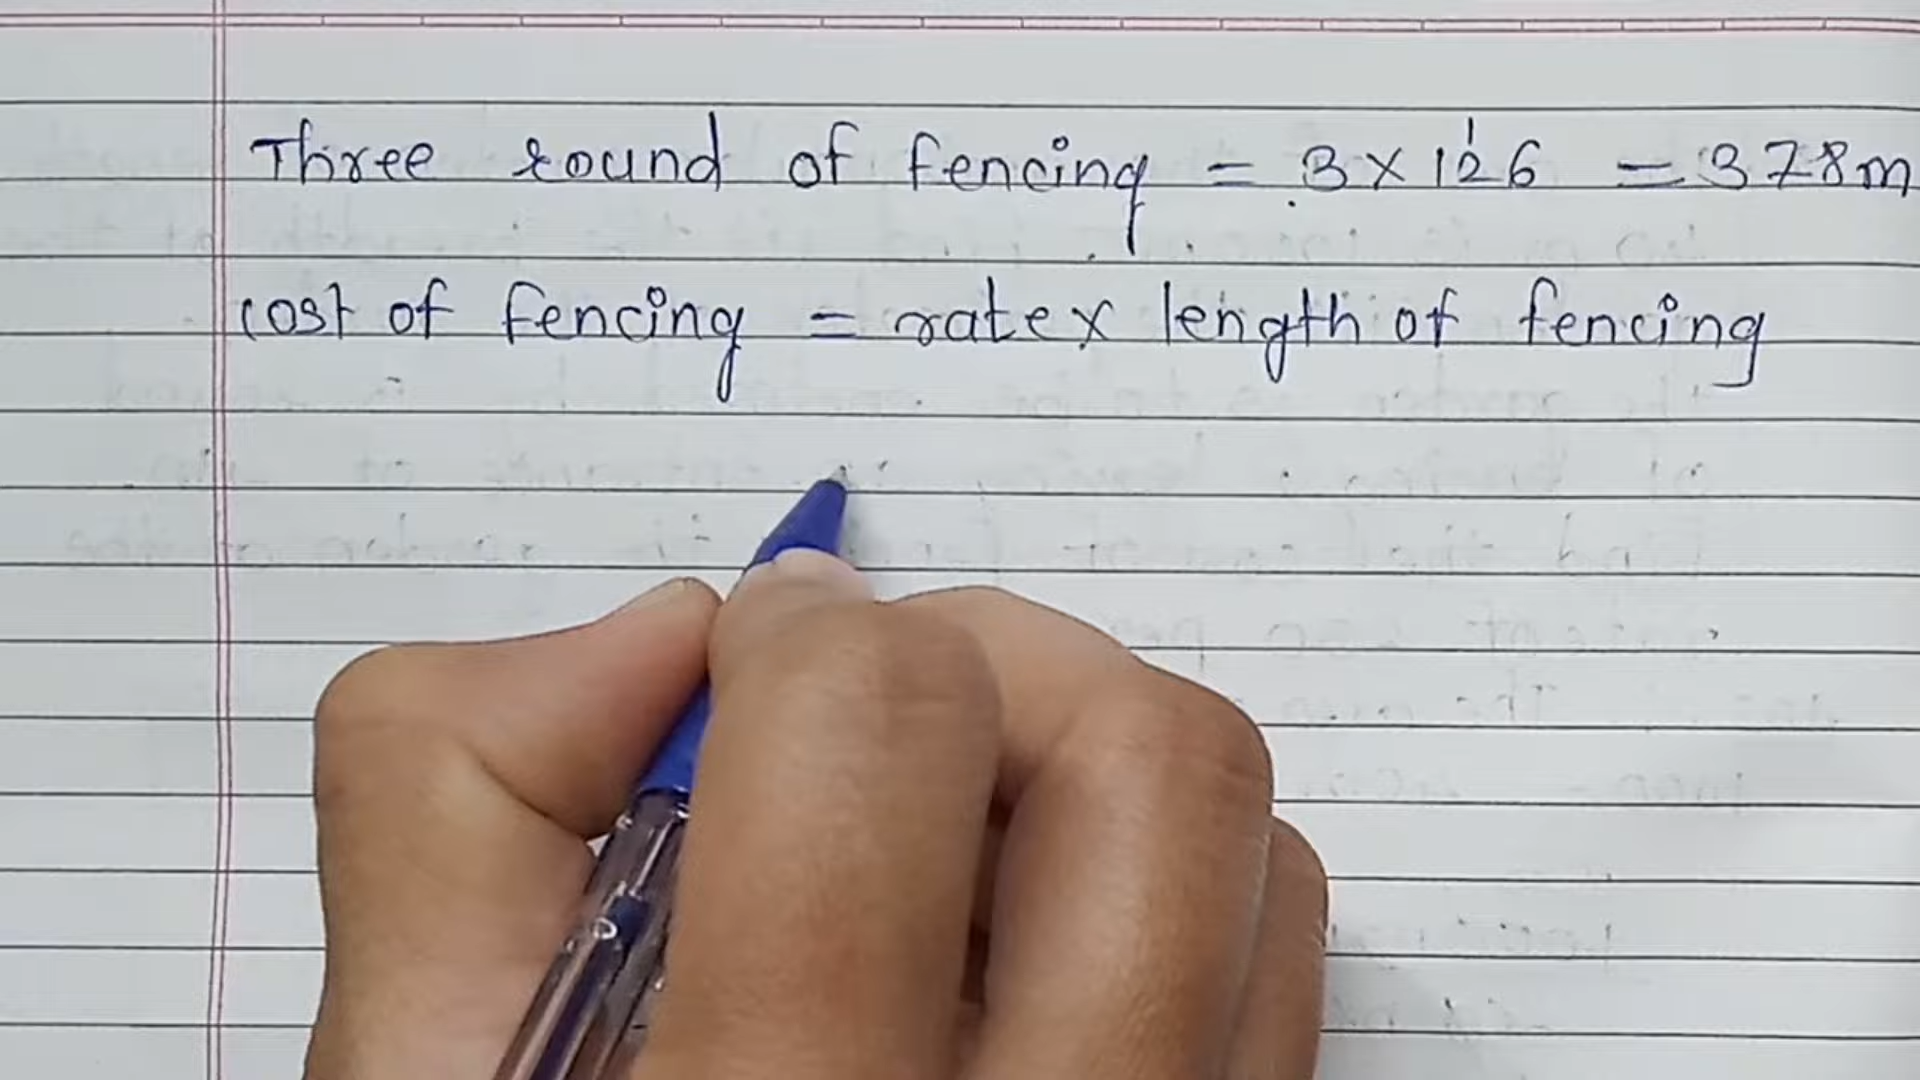 Three round of fencing = 3 × 126 = 378m
cost of fencing = rate x length of fencing